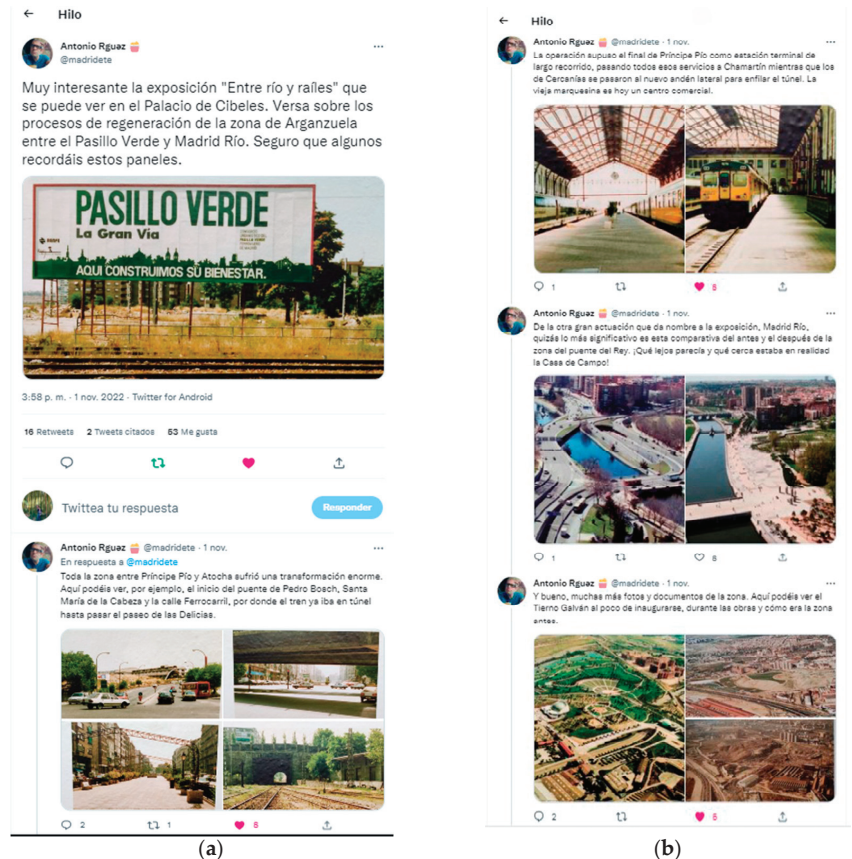 Hilo
Antonio Rguez
@madridete
Muy interesante la exposición "Entre río y raíles" que
se puede ver en el Palacio de Cibeles. Versa sobre los
procesos de regeneración de la zona de Arganzuela
entre el Pasillo Verde y Madrid Río. Seguro que algunos
recordáis estos paneles.
PASILLO VERDE
La Gran Vía
AQUI CONSTRUIMOS SU BIENESTAR.
3:58 p. m. · 1 nov. 2022 · Twitter for Android
16 Retweets 2 Tweets citados 53 Me gusta
Twittea tu respuesta
Responder
Antonio Rguez @madridete · 1 nov.
En respuesta a @madridete
Toda la zona entre Príncipe Pío y Atocha sufrió una transformación enorme.
Aquí podéis ver, por ejemplo, el inicio del puente de Pedro Bosch, Santa
María de la Cabeza y la calle Ferrocarril, por donde el tren ya iba en túnel
hasta pasar el paseo de las Delicias.
2 1 5
(a)
Hilo
Antonio Rguez @madridete · 1 nov.
La operación supuso el final de Príncipe Pío como estación terminal de
largo recorrido, pasando todos esos servicios a Chamartín mientras que los
de Cercanías se pasaron al nuevo andén lateral para enfilar el túnel. La
vieja marquesina es hoy un centro comercial.
1 5
Antonio Rguez @madridete · 1 nov.
De la otra gran actuación que da nombre a la exposición, Madrid Río,
quizás lo más significativo es esta comparativa del antes y el después de la
zona del puente del Rey. ¡Qué lejos parecía y qué cerca estaba en realidad
la Casa de Campo!
1 8
Antonio Rguez @madridete · 1 nov.
Y bueno, muchas más fotos y documentos de la zona. Aquí podéis ver el
Tierno Galván al poco de inaugurarse, durante las obras y cómo era la zona
antes.
2 5
(b)